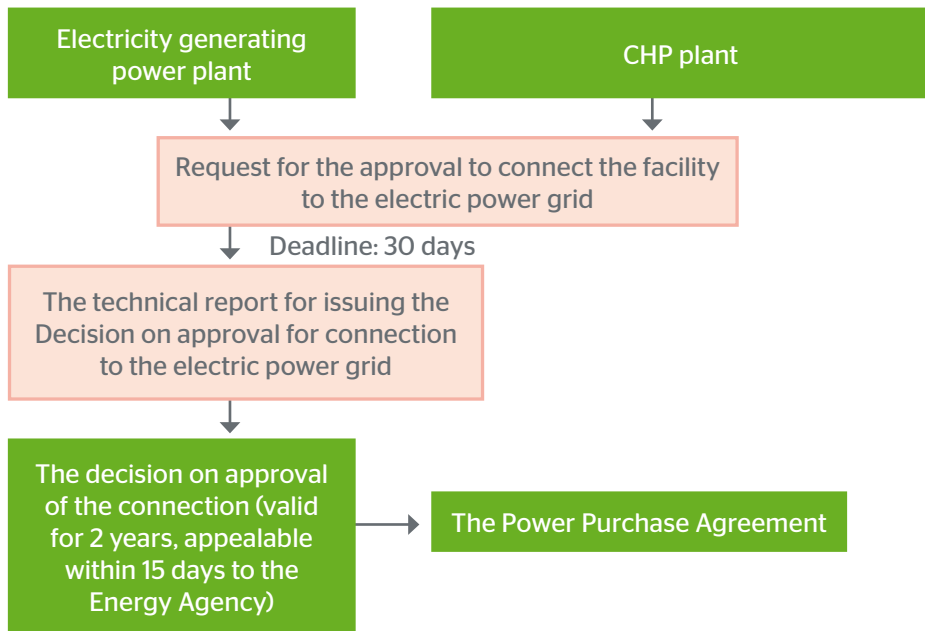 Electricity generating
power plant
CHP plant
Request for the approval to connect the facility
to the electric power grid
Deadline: 30 days
The technical report for issuing the
Decision on approval for connection
to the electric power grid
The decision on approval
of the connection (valid
for 2 years, appealable
within 15 days to the
Energy Agency)
The Power Purchase Agreement